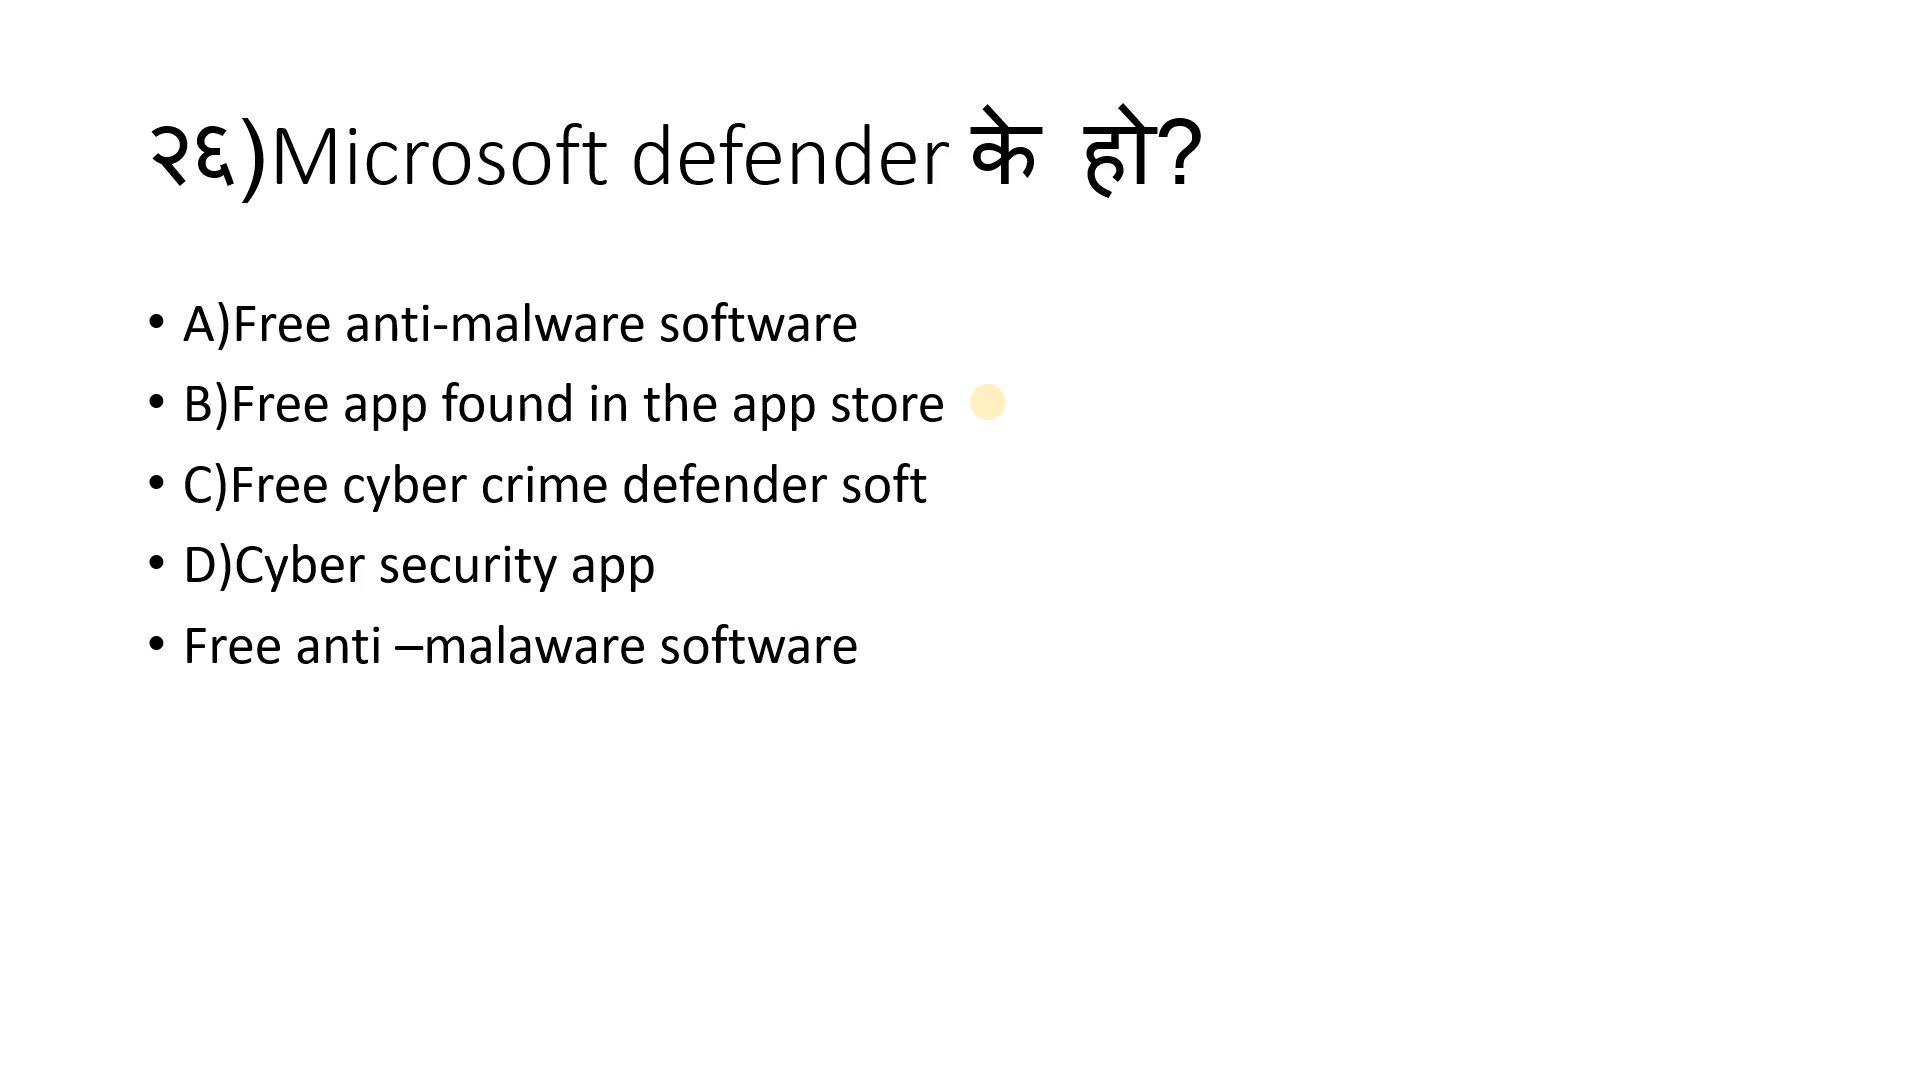 २६)Microsoft defender के हो?
• A)Free anti-malware software
• B)Free app found in the app store
• C)Free cyber crime defender soft
• D)Cyber security app
• Free anti –malaware software